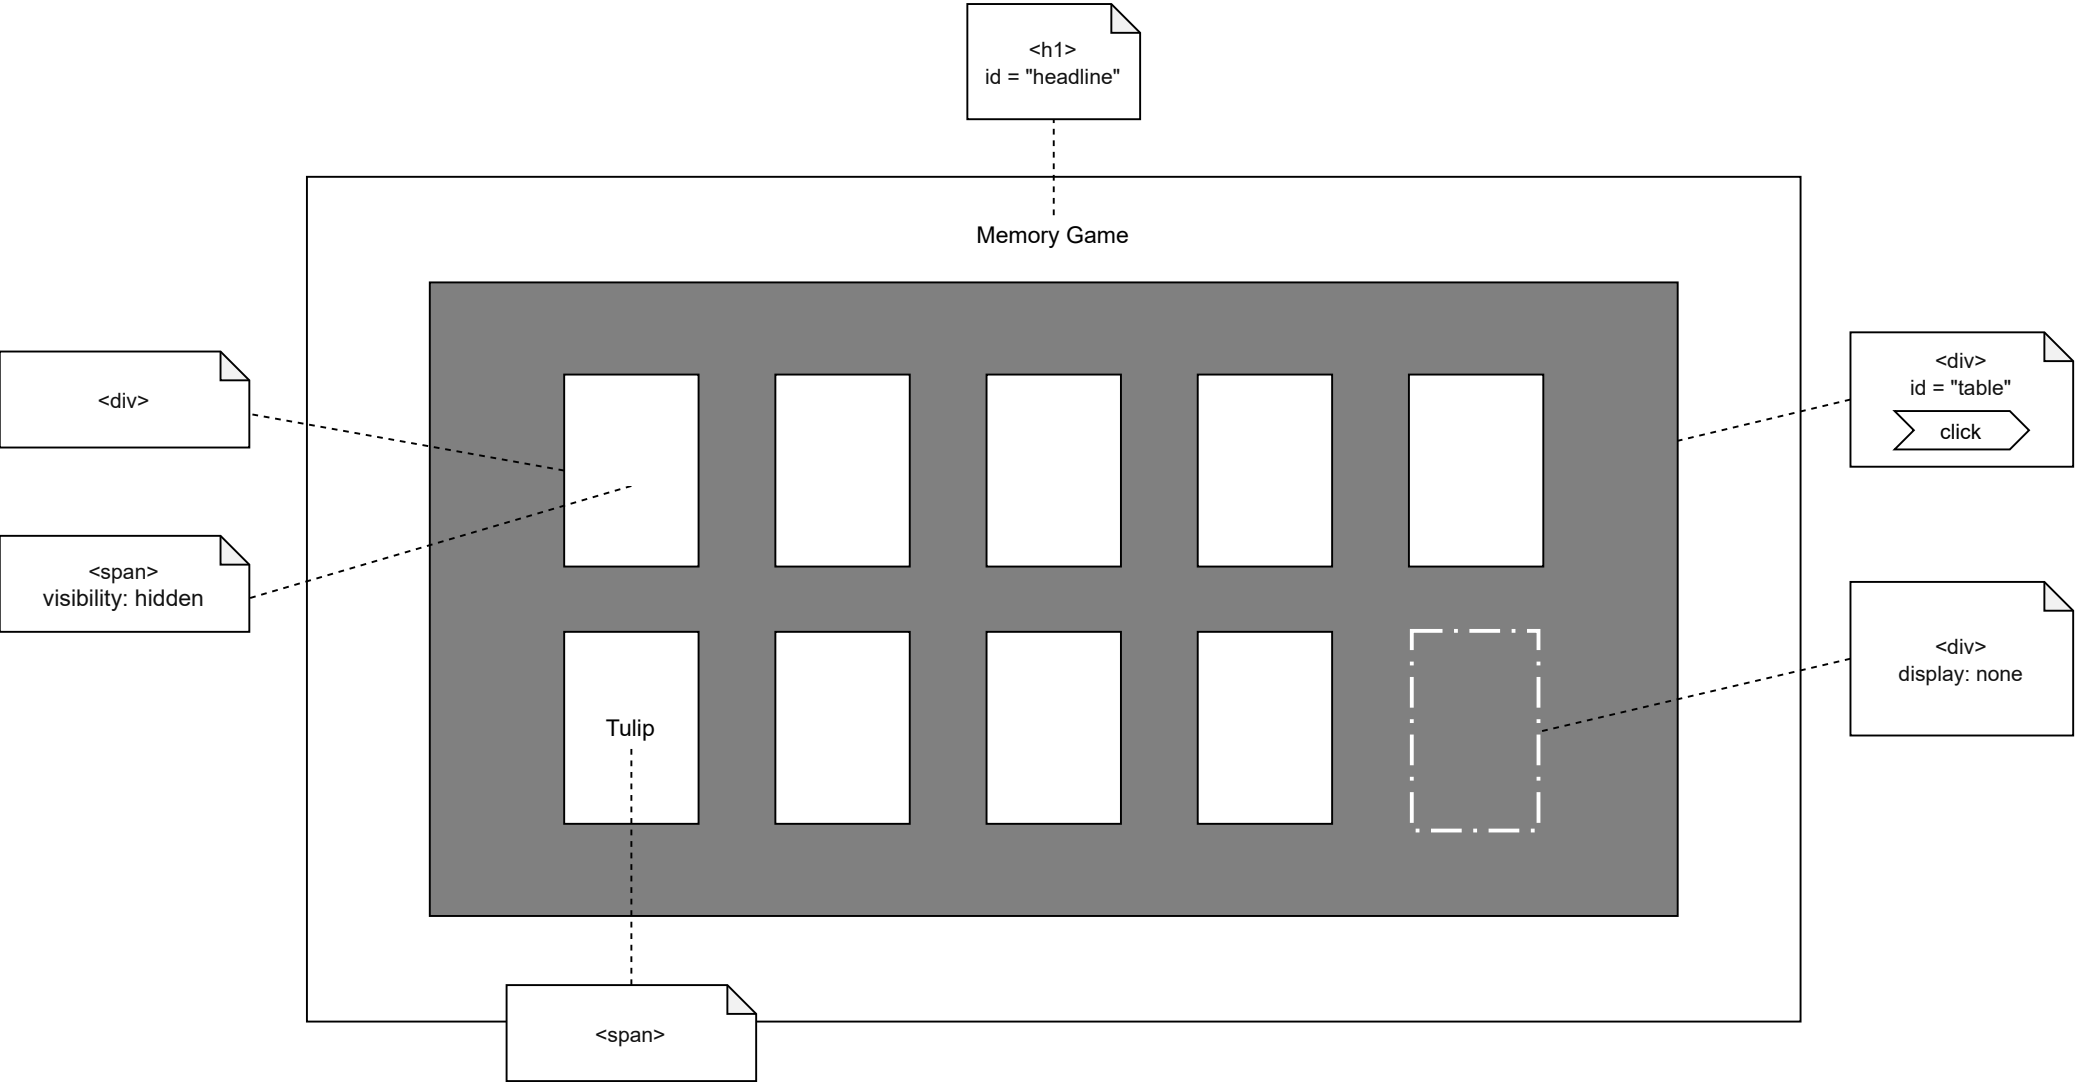 <h1>
id = "headline"
Memory Game
<div>
<div>
id = "table"
click
<span>
visibility: hidden
<div>
display: none
Tulip
<span>